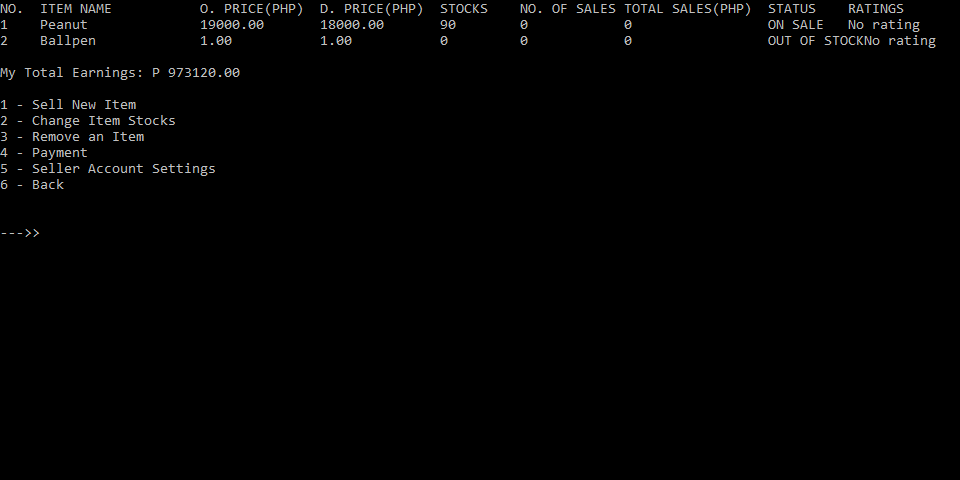 NO.  ITEM NAME           O. PRICE(PHP)  D. PRICE(PHP)  STOCKS    NO. OF SALES TOTAL SALES(PHP)  STATUS    RATINGS
1    Peanut              19000.00       18000.00       90        0            0                 ON SALE   No rating
2    Ballpen             1.00           1.00           0         0            0                 OUT OF STOCKNo rating
My Total Earnings: P 973120.00
1 - Sell New Item
2 - Change Item Stocks
3 - Remove an Item
4 - Payment
5 - Seller Account Settings
6 - Back
--->>